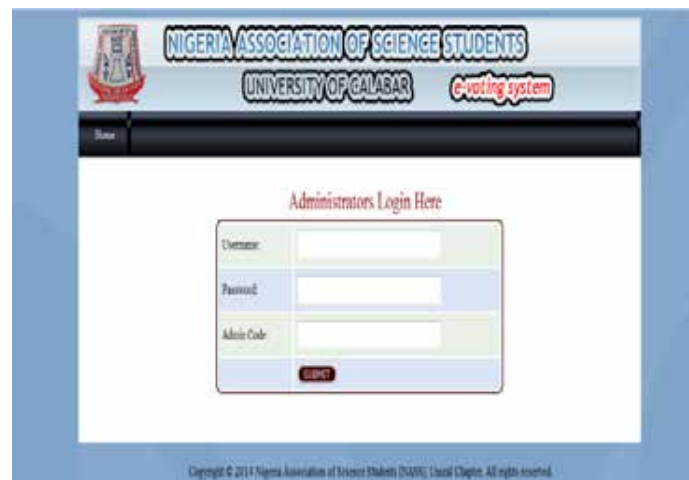 NIGERIA ASSOCIATION OF SCIENCE STUDENTS
UNIVERSITY OF CALABAR e-voting system
Home
Administrators Login Here
Username:
Password:
Admin Code
SUBMIT
Copyright © 2014 Nigeria Association of Science Students [NASS], Unical Chapter. All rights reserved.